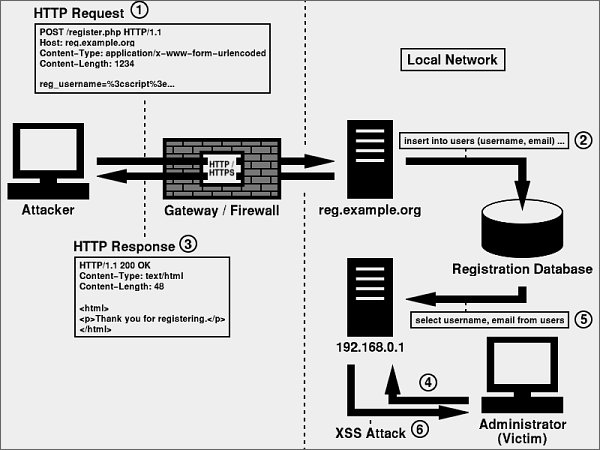 HTTP Request 1
POST /register.php HTTP/1.1
Host: reg.example.org
Content-Type: application/x-www-form-urlencoded
Content-Length: 1234
reg_username=%3cscript%3e...
Local Network
HTTP /
HTTPS
insert into users (username, email) ... 2
Attacker
Gateway / Firewall
reg.example.org
HTTP Response 3
HTTP/1.1 200 OK
Content-Type: text/html
Content-Length: 48
<html>
<p>Thank you for registering.</p>
</html>
Registration Database
select username, email from users 5
192.168.0.1
4
XSS Attack 6
Administrator
(Victim)